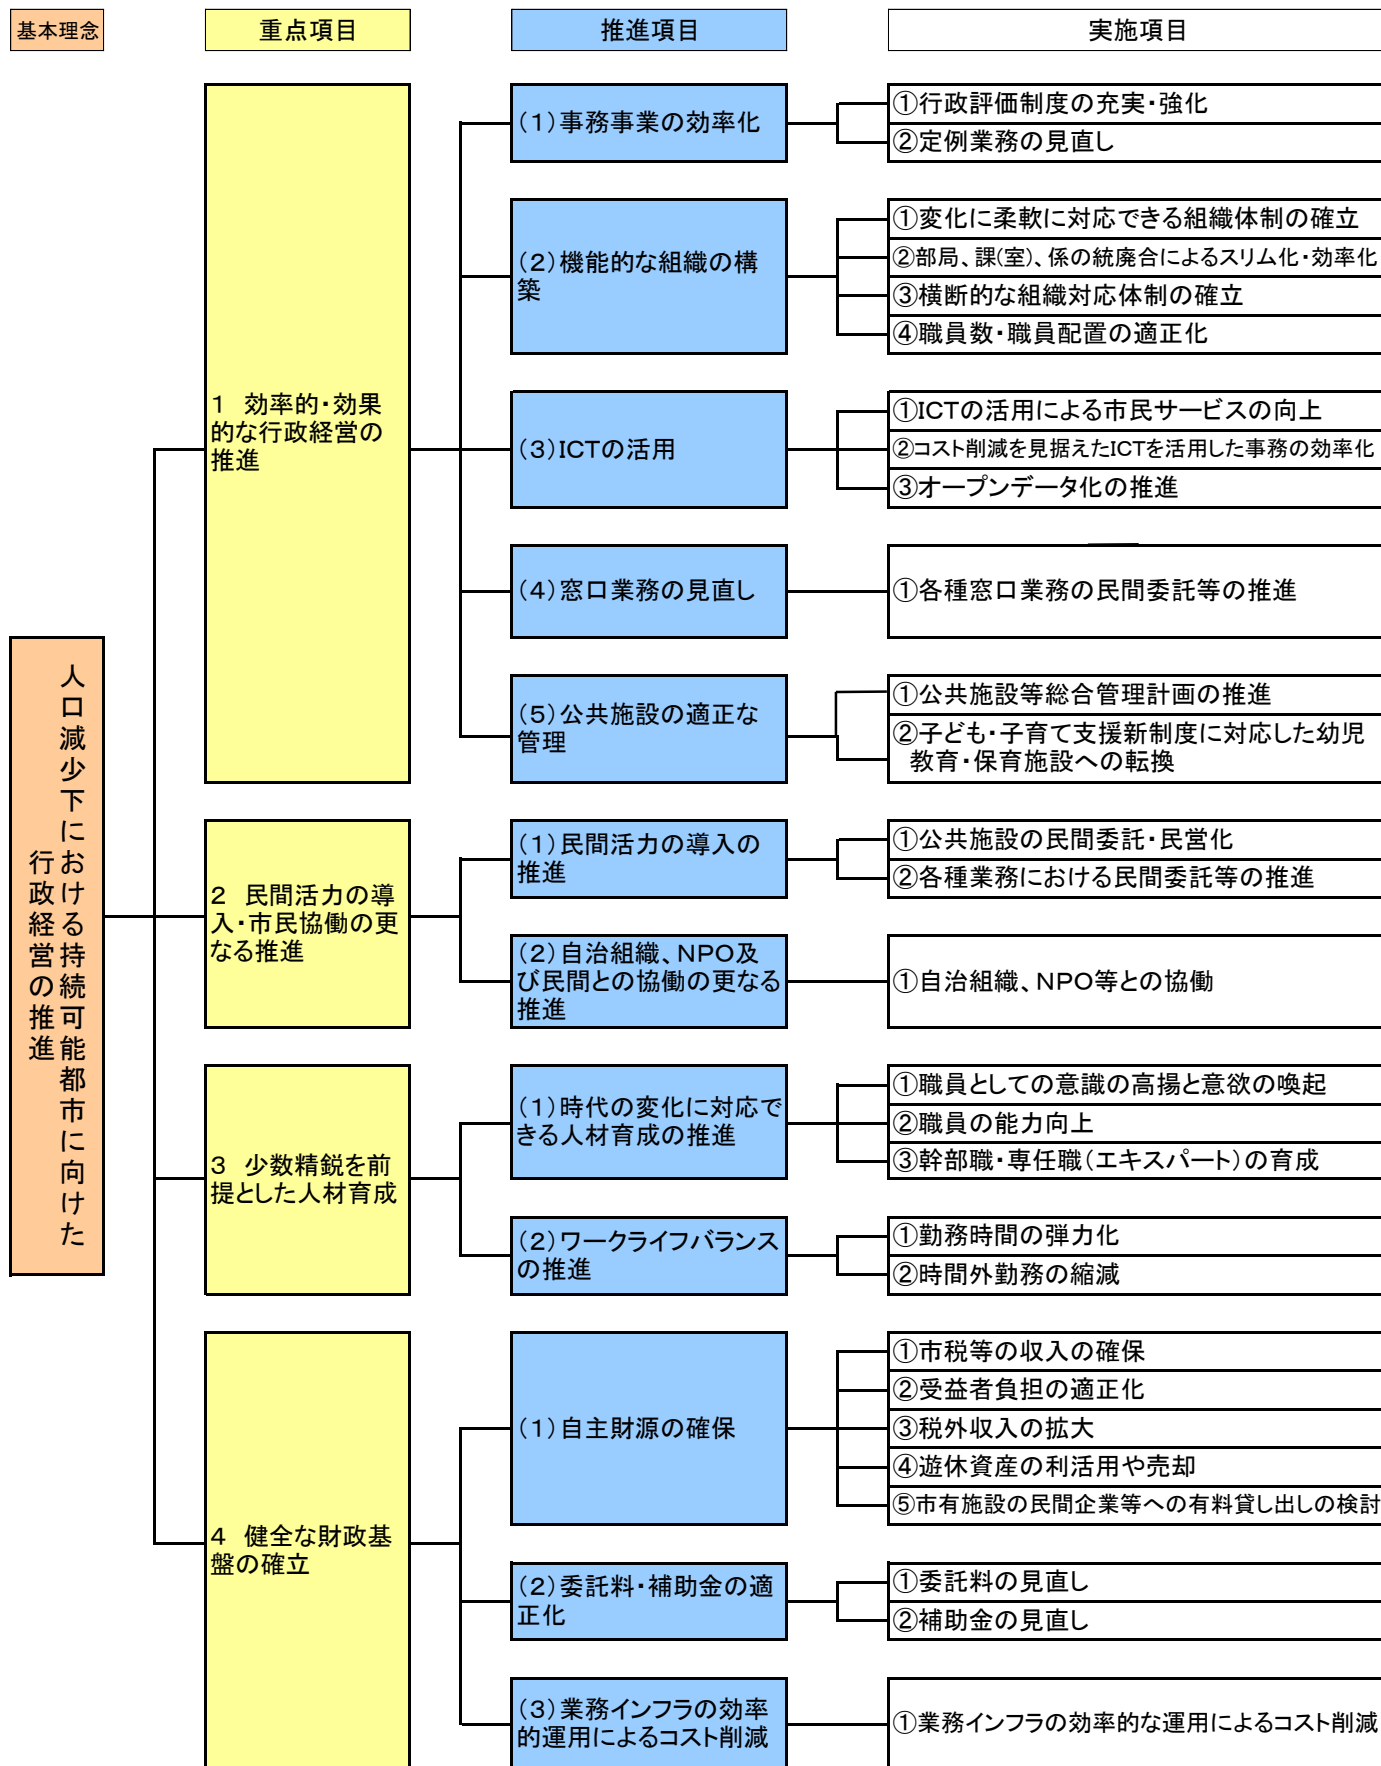 基本理念
重点項目
推進項目
実施項目
人口減少下における持続可能都市に向けた
行政経営の推進
1　効率的・効果
的な行政経営の
推進
(1)事務事業の効率化
①行政評価制度の充実・強化
②定例業務の見直し
(2)機能的な組織の構
築
①変化に柔軟に対応できる組織体制の確立
②部局、課(室)、係の統廃合によるスリム化・効率化
③横断的な組織対応体制の確立
④職員数・職員配置の適正化
(3)ICTの活用
①ICTの活用による市民サービスの向上
②コスト削減を見据えたICTを活用した事務の効率化
③オープンデータ化の推進
(4)窓口業務の見直し
①各種窓口業務の民間委託等の推進
(5)公共施設の適正な
管理
①公共施設等総合管理計画の推進
②子ども・子育て支援新制度に対応した幼児
教育・保育施設への転換
2　民間活力の導
入・市民協働の更
なる推進
(1)民間活力の導入の
推進
①公共施設の民間委託・民営化
②各種業務における民間委託等の推進
(2)自治組織、NPO及
び民間との協働の更なる
推進
①自治組織、NPO等との協働
3　少数精鋭を前
提とした人材育成
(1)時代の変化に対応で
きる人材育成の推進
①職員としての意識の高揚と意欲の喚起
②職員の能力向上
③幹部職・専任職(エキスパート)の育成
(2)ワークライフバランス
の推進
①勤務時間の弾力化
②時間外勤務の縮減
4　健全な財政基
盤の確立
(1)自主財源の確保
①市税等の収入の確保
②受益者負担の適正化
③税外収入の拡大
④遊休資産の利活用や売却
⑤市有施設の民間企業等への有料貸し出しの検討
(2)委託料・補助金の適
正化
①委託料の見直し
②補助金の見直し
(3)業務インフラの効率
的運用によるコスト削減
①業務インフラの効率的な運用によるコスト削減